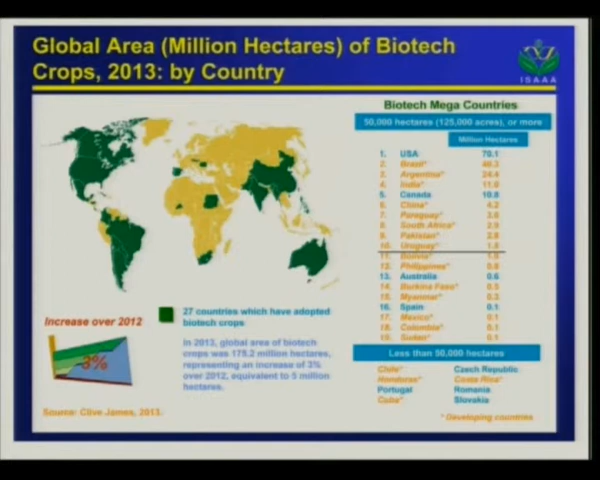 Global Area (Million Hectares) of Biotech
Crops, 2013: by Country
ISAAA
Biotech Mega Countries
50,000 hectares (125,000 acres), or more
Million Hectares
1. USA 70.1
2. Brazil* 40.3
3. Argentina* 24.4
4. India* 11.0
5. Canada 10.8
6. China* 4.2
7. Paraguay* 3.6
8. South Africa* 2.9
9. Pakistan* 2.8
10. Uruguay* 1.5
11. Bolivia* 1.0
12. Philippines* 0.8
13. Australia 0.6
14. Burkina Faso* 0.5
15. Myanmar* 0.3
16. Spain 0.1
17. Mexico* 0.1
18. Colombia* 0.1
19. Sudan* 0.1
Less than 50,000 hectares
Chile* Czech Republic
Honduras* Costa Rica*
Portugal Romania
Cuba* Slovakia
* Developing countries
27 countries which have adopted
biotech crops
Increase over 2012
3%
In 2013, global area of biotech
crops was 175.2 million hectares,
representing an increase of 3%
over 2012, equivalent to 5 million
hectares.
Source: Clive James, 2013.